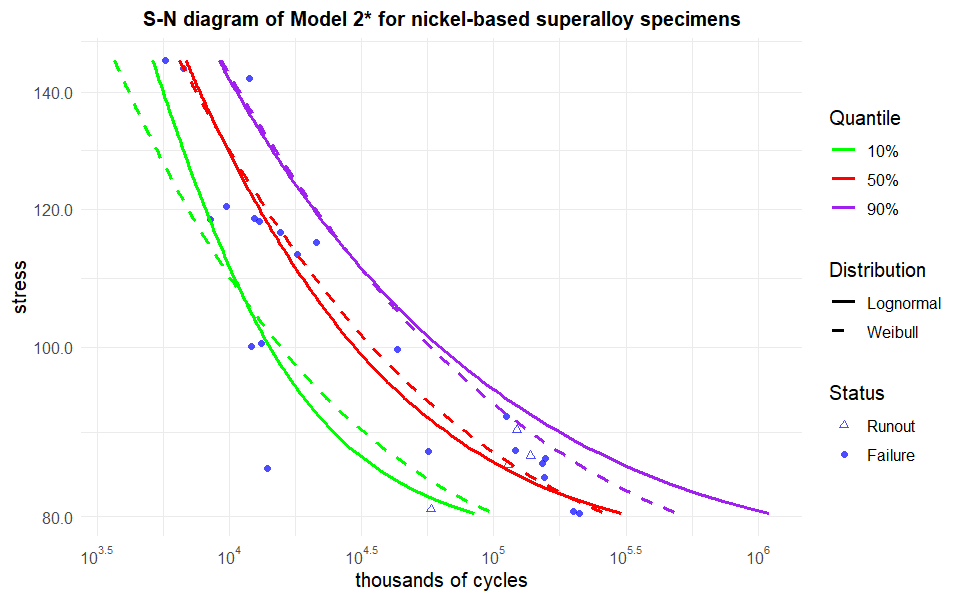 S-N diagram of Model 2* for nickel-based superalloy specimens
140.0
120.0
100.0
80.0
stress
10^3.5
10^4
10^4.5
10^5
10^5.5
10^6
thousands of cycles
Quantile
10%
50%
90%
Distribution
Lognormal
Weibull
Status
Runout
Failure